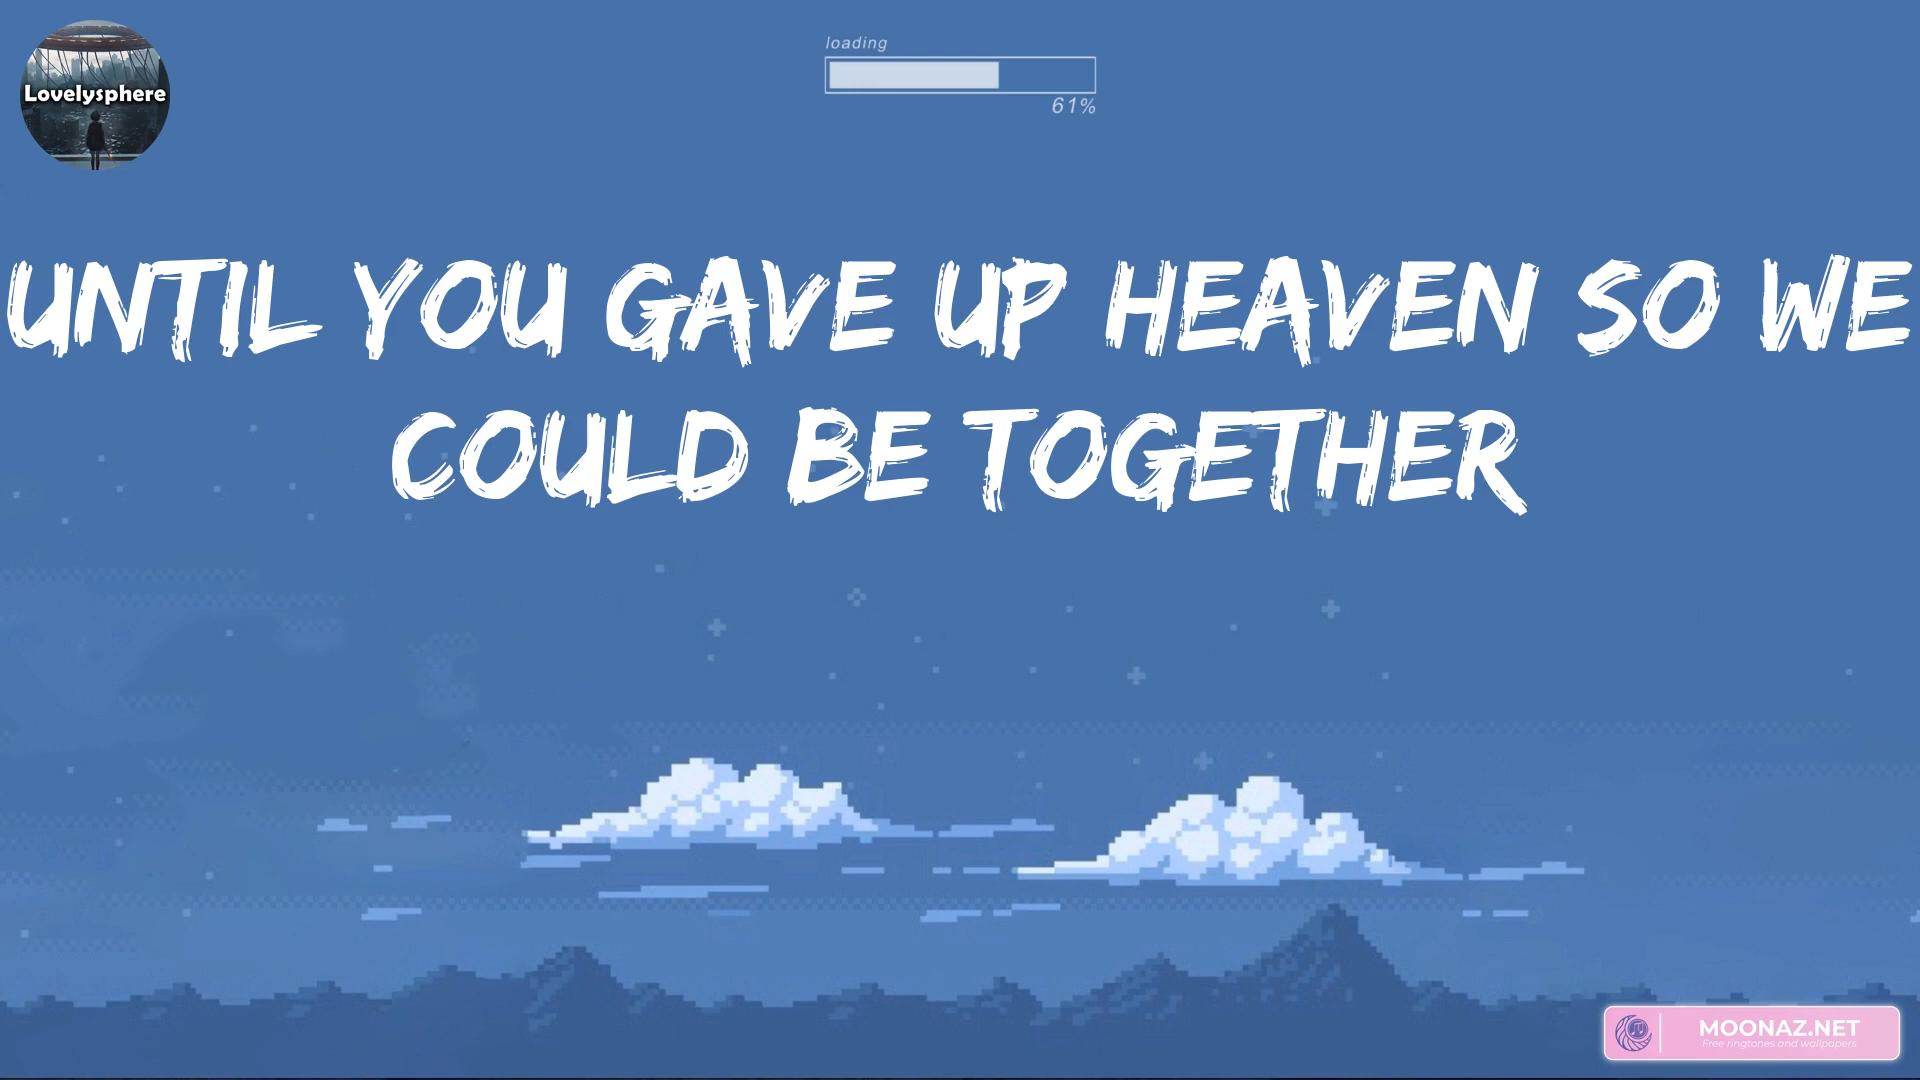 Lovelysphere
loading
61%
UNTIL YOU GAVE UP HEAVEN SO WE
COULD BE TOGETHER
MOONAZ.NET
Free ringtones and wallpapers